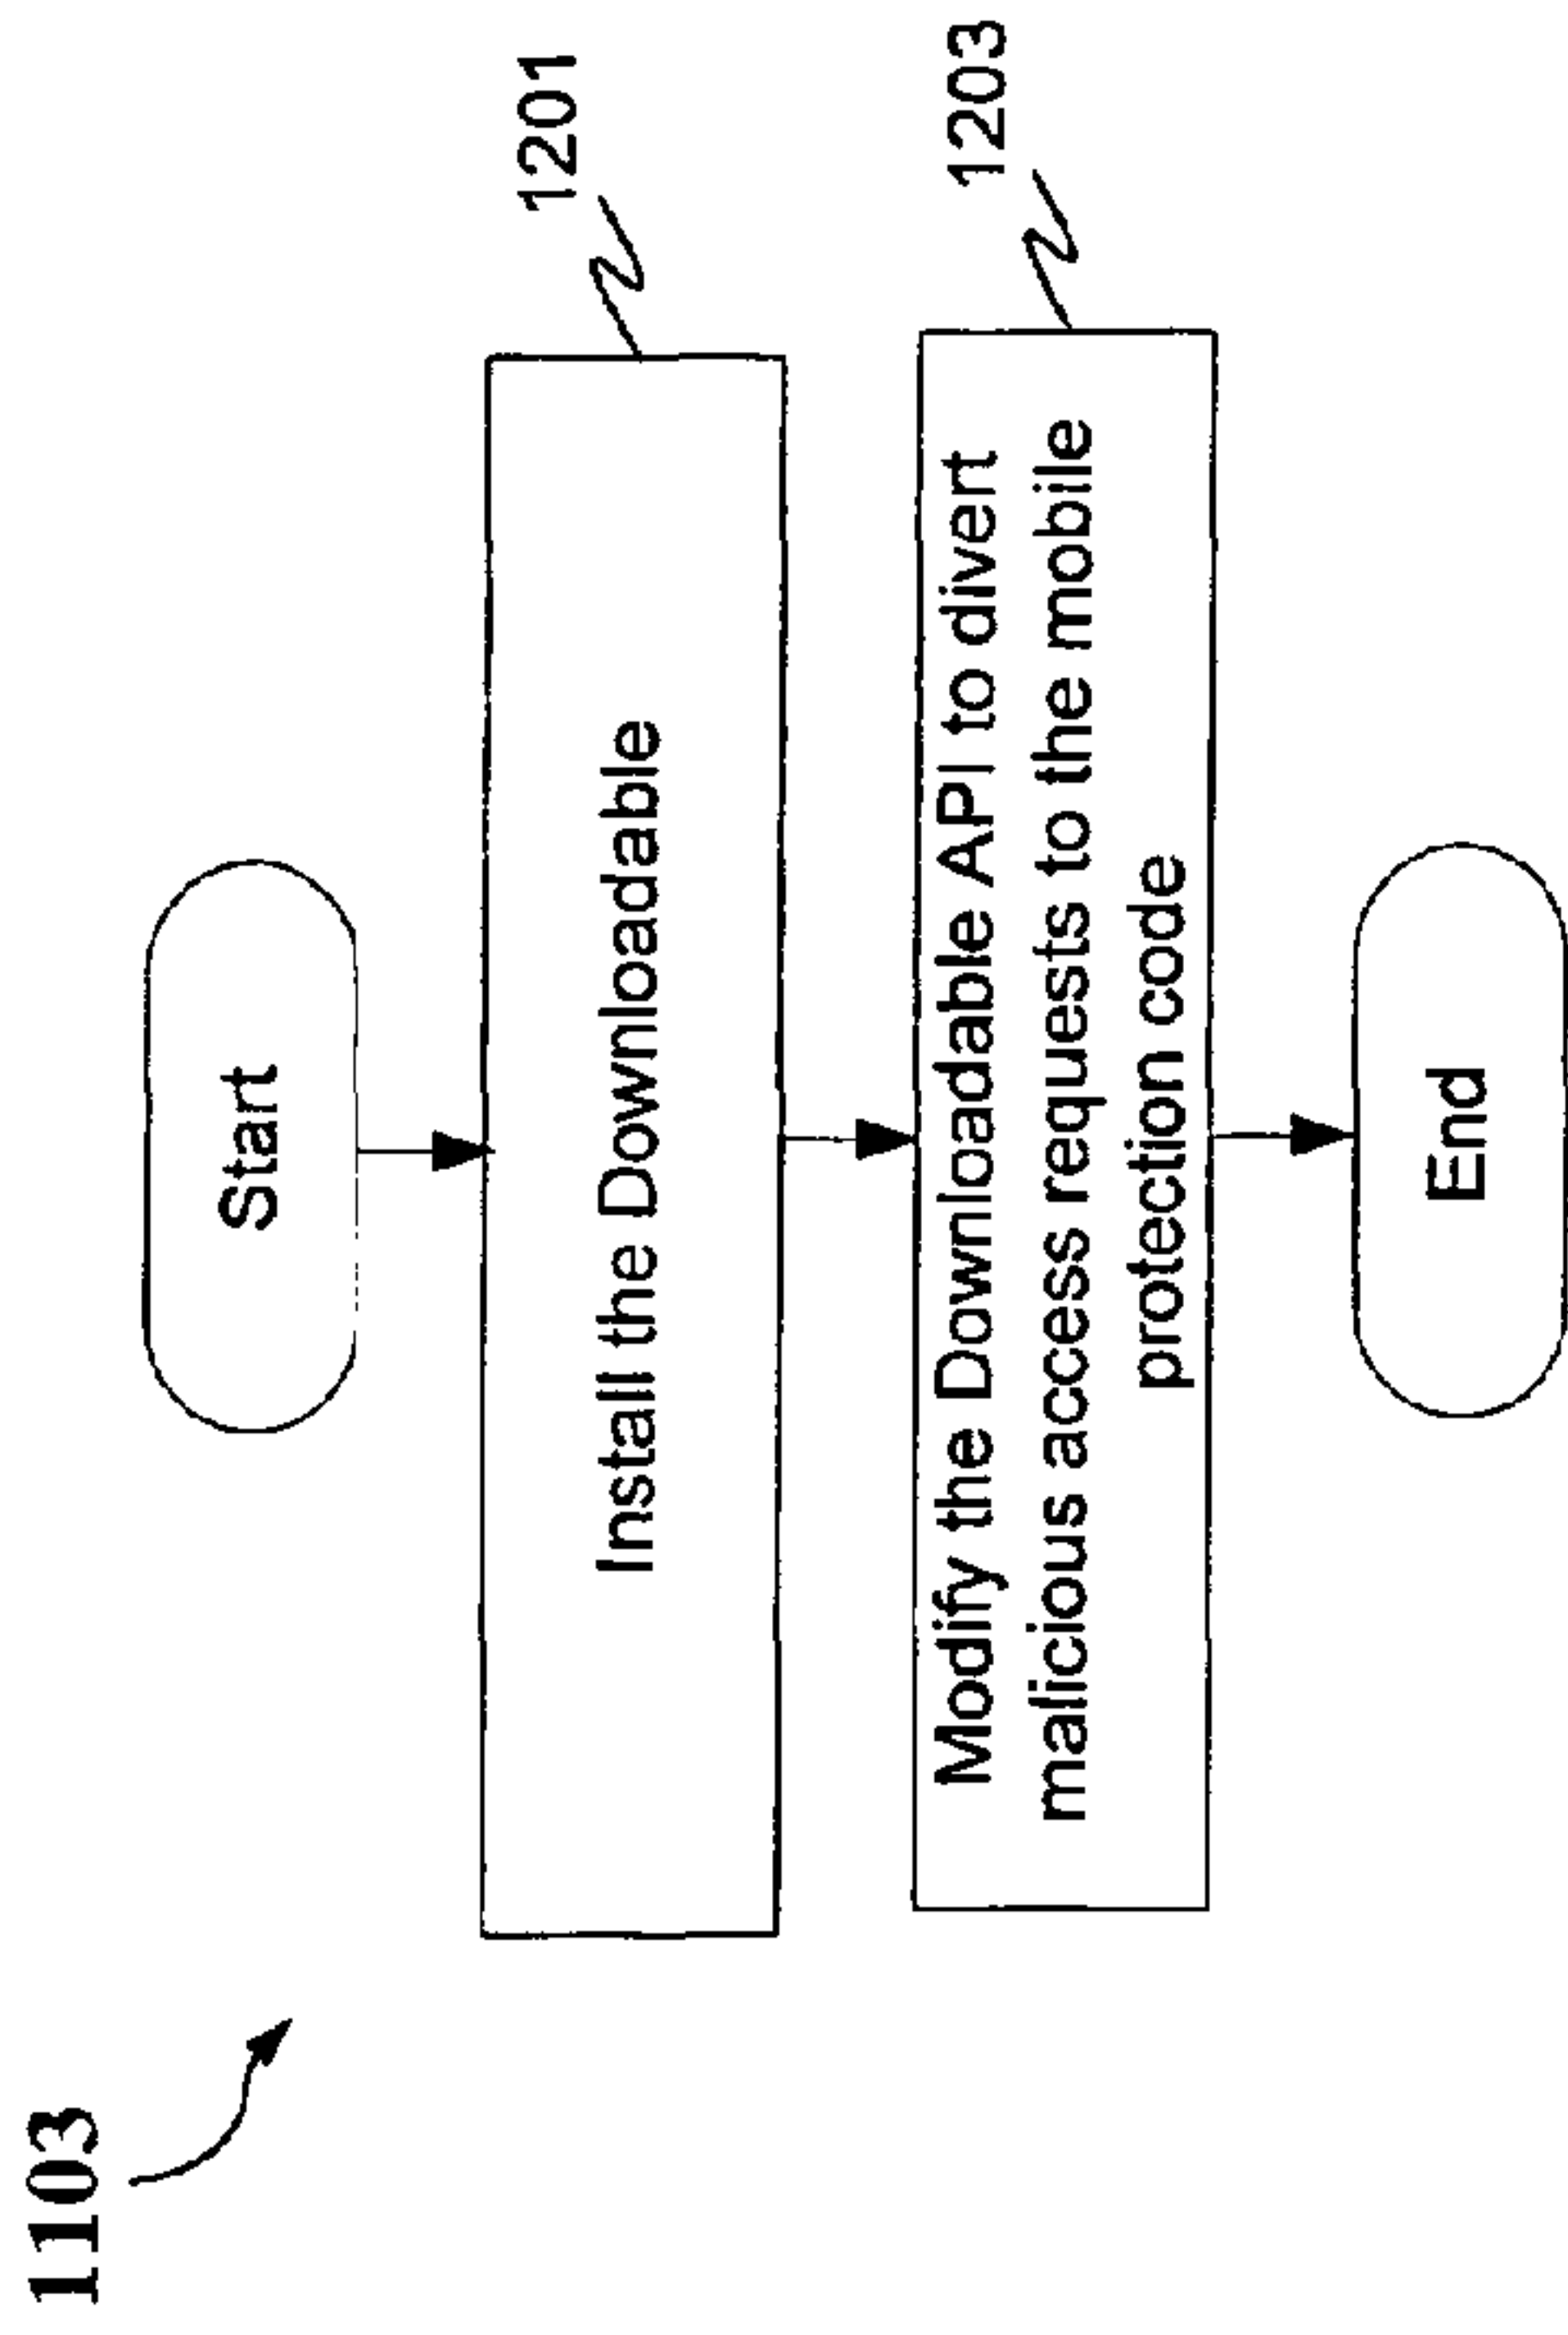 1103
Start
Install the Downloadable
1201
Modify the Downloadable API to divert
malicious access requests to the mobile
protection code
1203
End